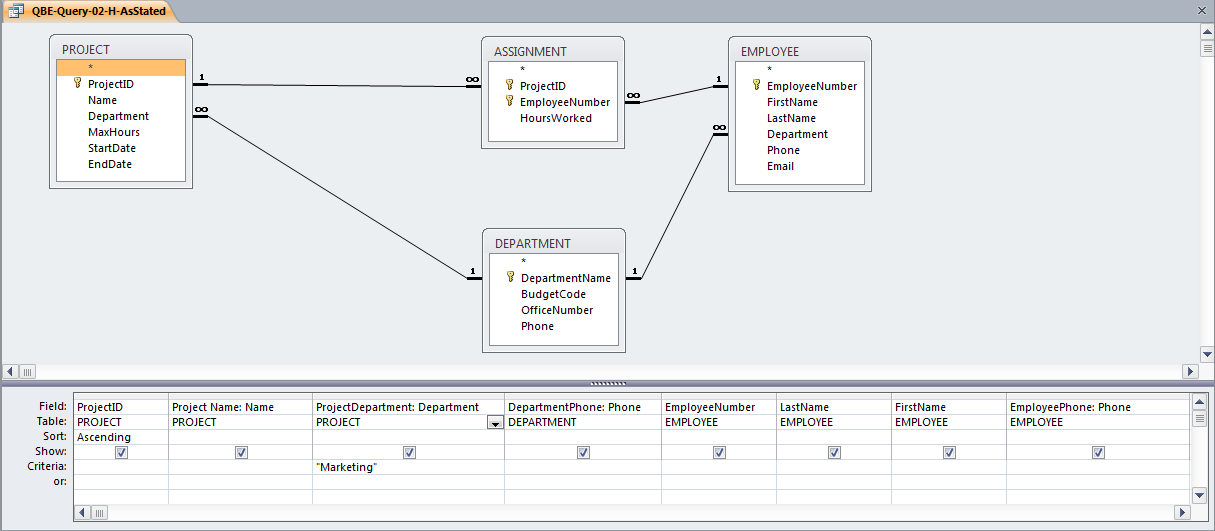 QBE-Query-02-H-AsStated
PROJECT
*
ProjectID
Name
Department
MaxHours
StartDate
EndDate
1
∞
∞
ASSIGNMENT
*
ProjectID
EmployeeNumber
HoursWorked
∞
1
EMPLOYEE
*
EmployeeNumber
FirstName
LastName
Department
Phone
Email
∞
DEPARTMENT
*
DepartmentName
BudgetCode
OfficeNumber
Phone
1
1
Field: ProjectID Project Name: Name ProjectDepartment: Department DepartmentPhone: Phone EmployeeNumber LastName FirstName EmployeePhone: Phone
Table: PROJECT PROJECT PROJECT DEPARTMENT EMPLOYEE EMPLOYEE EMPLOYEE EMPLOYEE
Sort: Ascending
Show:
Criteria: "Marketing"
or: